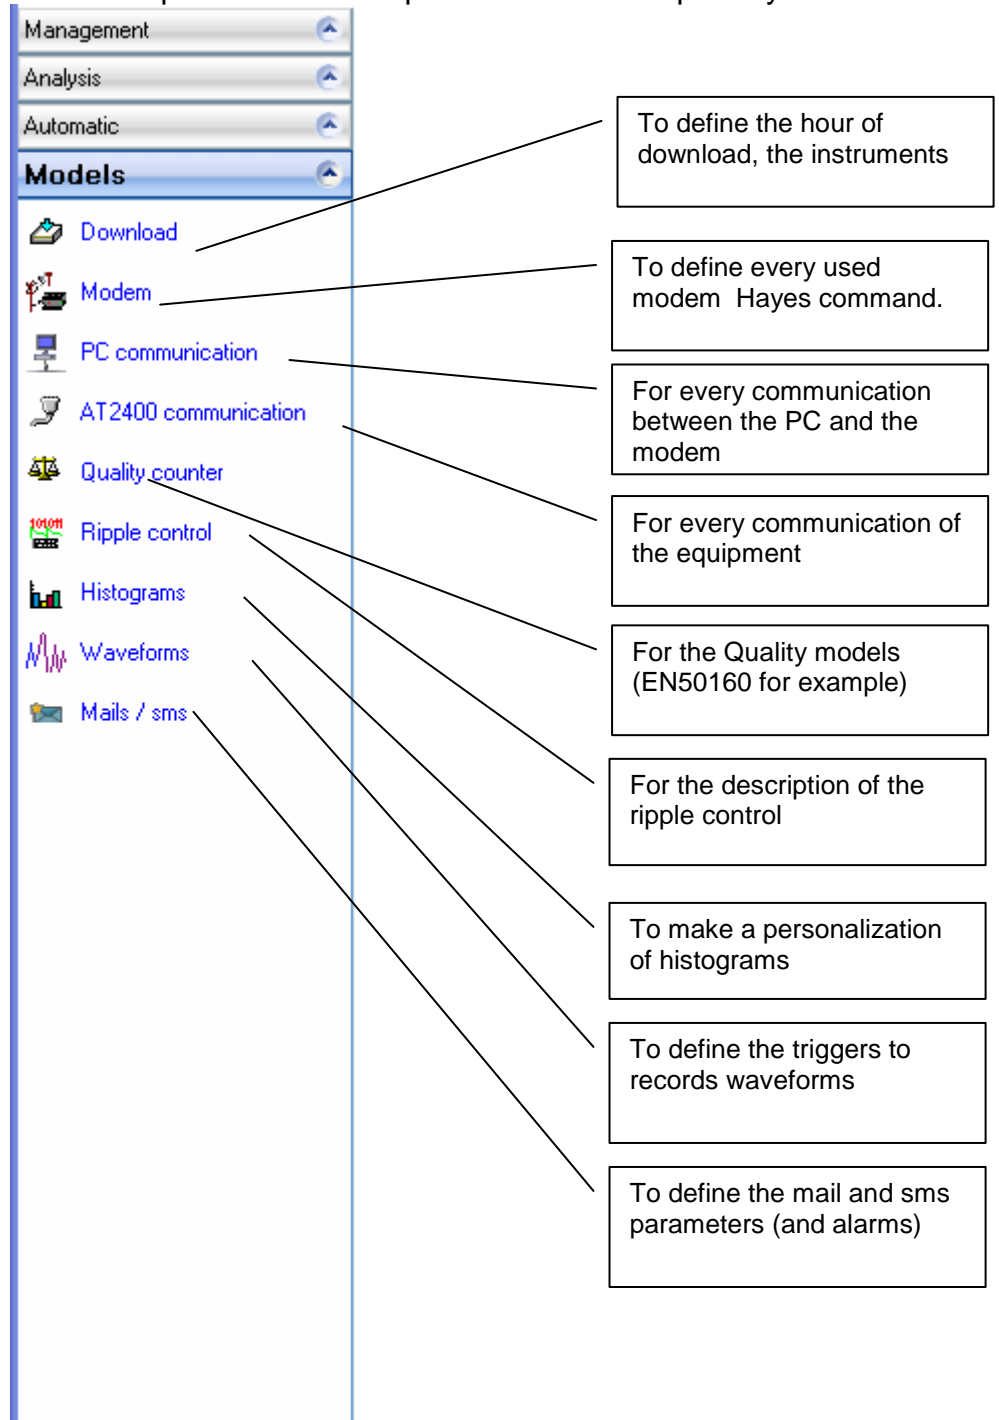 Management
Analysis
Automatic
Models
Download
Modem
PC communication
AT2400 communication
Quality counter
Ripple control
Histograms
Waveforms
Mails / sms
To define the hour of
download, the instruments
To define every used
modem  Hayes command.
For every communication
between the PC and the
modem
For every communication of
the equipment
For the Quality models
(EN50160 for example)
For the description of the
ripple control
To make a personalization
of histograms
To define the triggers to
records waveforms
To define the mail and sms
parameters (and alarms)